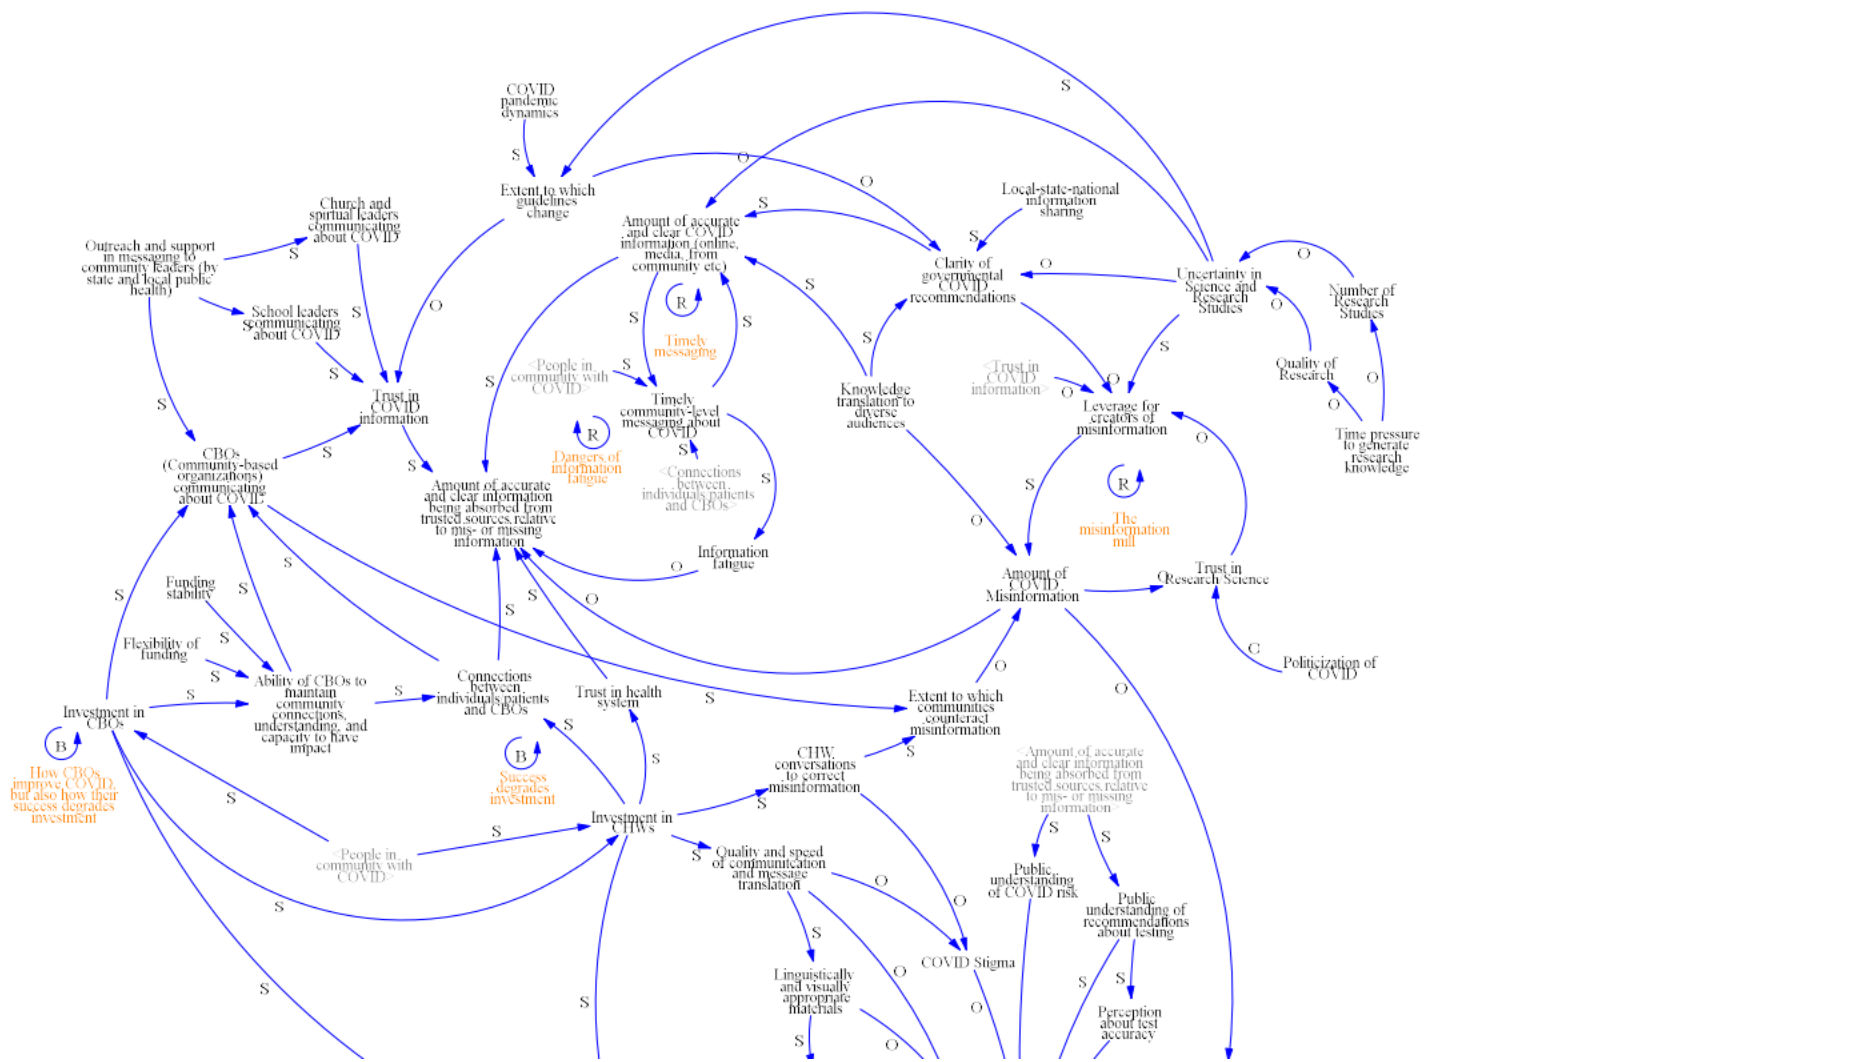 COVID
pandemic
dynamics
S
S
O
O
Extent to which
guidelines
change
Local-state-national
information
sharing
Church and
spirtual leaders
communicating
about COVID
S
Amount of accurate
and clear COVID
information (online,
media, from
community etc)
S
S
Outreach and support
in messaging to
community leaders (by
state and local public
health)
S
Clarity of
governmental
COVID
recommendations
O
Uncertainty in
Science and
Research
Studies
O
O
Number of
Research
Studies
School leaders
communicating
about COVID
S
S
S
O
R
Timely
messaging
S
S
S
S
S
Quality of
Research
O
O
<People in
community with
COVID>
S
<Trust in
COVID
information>
O
O
S
Trust in
COVID
information
S
S
Timely
community-level
messaging about
COVID
Knowledge
translation to
diverse
audiences
Leverage for
creators of
misinformation
O
Time pressure
to generate
research
knowledge
R
Dangers of
information
fatigue
S
<Connections
between
individuals/patients
and CBOs>
S
CBOs
(Community-based
organizations)
communicating
about COVID
S
S
Amount of accurate
and clear information
being absorbed from
trusted sources relative
to mis- or missing
information
S
R
The
misinformation
mill
O
Information
fatigue
O
Amount of
COVID
Misinformation
O
Trust in
Research/Science
S
Funding
stability
S
S
S
S
O
S
Flexibility of
funding
S
C
Politicization of
COVID
S
Ability of CBOs to
maintain
community
connections,
understanding, and
capacity to have
impact
S
Connections
between
individuals/patients
and CBOs
Trust in health
system
S
Extent to which
communities
counteract
misinformation
O
O
Investment in
CBOs
B
How CBOs
improve COVID,
but also how their
success degrades
investment
B
Success
degrades
investment
S
S
CHW
conversations
to correct
misinformation
S
<Amount of accurate
and clear information
being absorbed from
trusted sources relative
to mis- or missing
information>
S
S
Investment in
CHWs
S
S
S
S
<People in
community with
COVID>
S
Quality and speed
of communitcation
and message
translation
O
O
Public
understanding
of COVID risk
Public
understanding of
recommendations
about testing
S
COVID Stigma
S
S
Linguistically
and visually
appropriate
materials
O
O
S
S
Perception
about test
accuracy
S
O